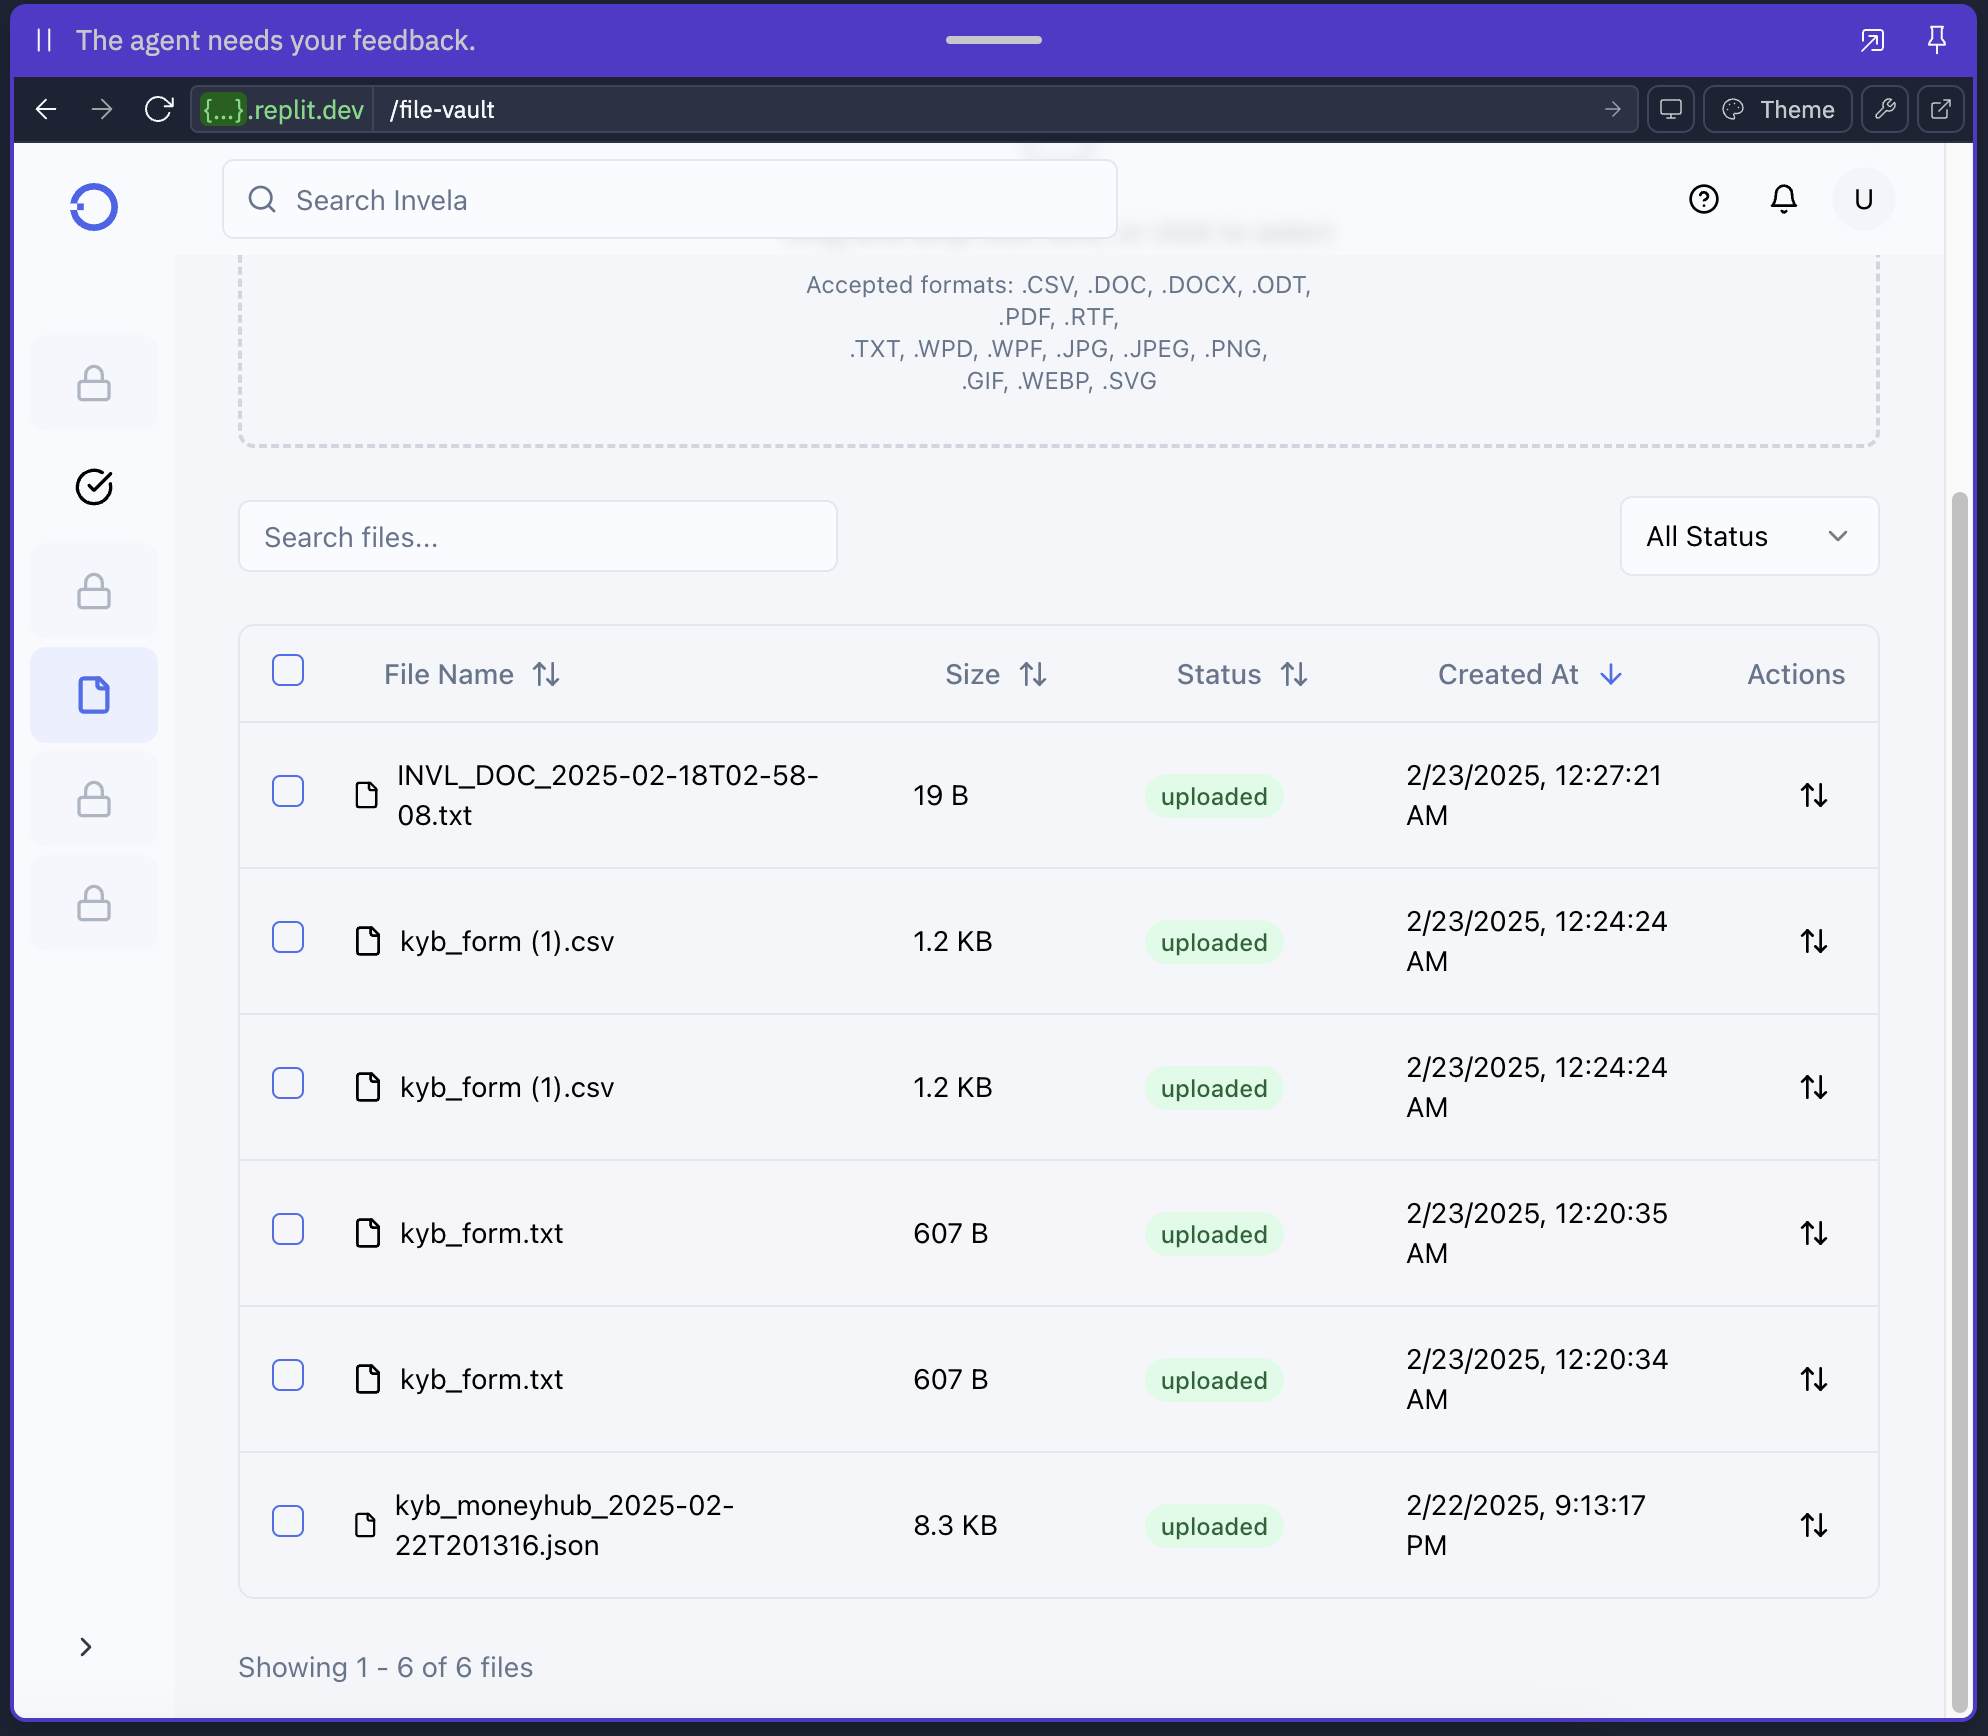 The agent needs your feedback.
{...}.replit.dev /file-vault
Theme
Search Invela
U
Accepted formats: .CSV, .DOC, .DOCX, .ODT,
.PDF, .RTF,
.TXT, .WPD, .WPF, .JPG, .JPEG, .PNG,
.GIF, .WEBP, .SVG
Search files...
All Status
File Name Size Status Created At Actions
INVL_DOC_2025-02-18T02-58-
08.txt
19 B
uploaded
2/23/2025, 12:27:21
AM
kyb_form (1).csv
1.2 KB
uploaded
2/23/2025, 12:24:24
AM
kyb_form (1).csv
1.2 KB
uploaded
2/23/2025, 12:24:24
AM
kyb_form.txt
607 B
uploaded
2/23/2025, 12:20:35
AM
kyb_form.txt
607 B
uploaded
2/23/2025, 12:20:34
AM
kyb_moneyhub_2025-02-
22T201316.json
8.3 KB
uploaded
2/22/2025, 9:13:17
PM
Showing 1 - 6 of 6 files